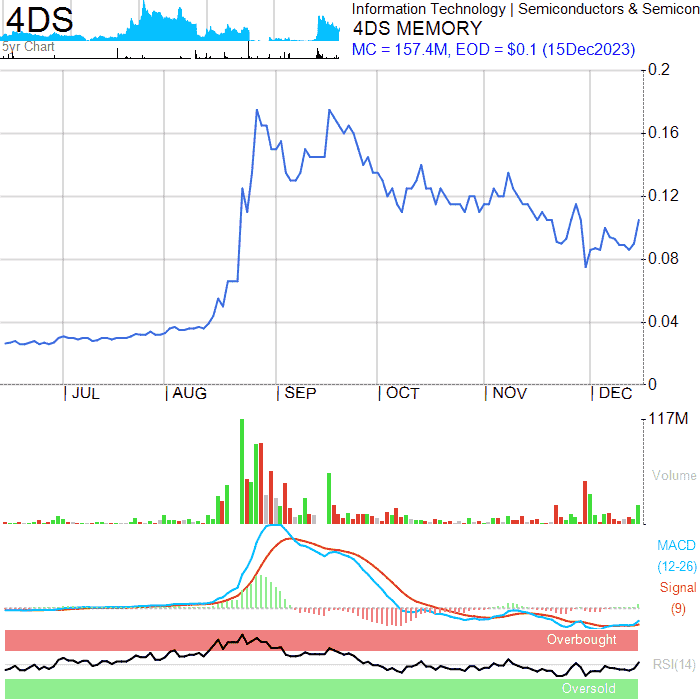 4DS
5yr Chart
Information Technology | Semiconductors & Semicon
4DS MEMORY
MC = 157.4M, EOD = $0.1 (15Dec2023)
0.2
0.16
0.12
0.08
0.04
0
JUL AUG SEP OCT NOV DEC
117M
Volume
MACD
(12-26)
Signal
(9)
Overbought
RSI(14)
Oversold